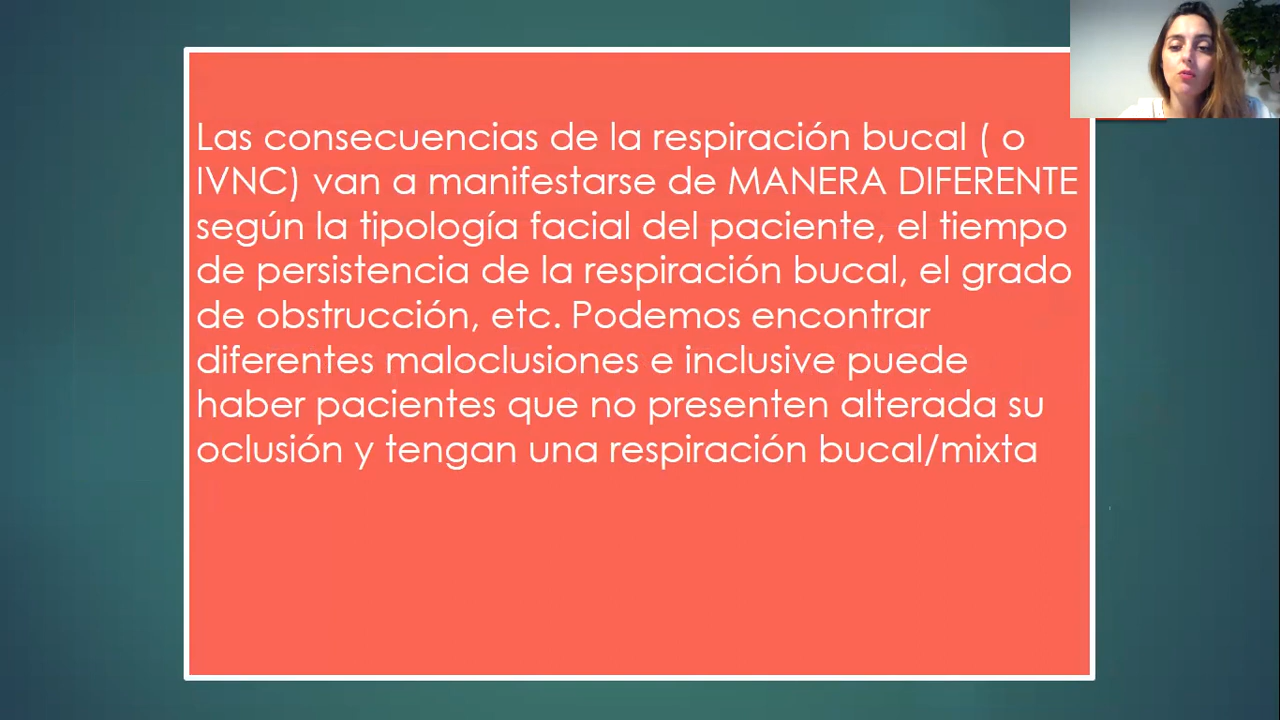 Las consecuencias de la respiración bucal ( o
IVNC) van a manifestarse de MANERA DIFERENTE
según la tipología facial del paciente, el tiempo
de persistencia de la respiración bucal, el grado
de obstrucción, etc. Podemos encontrar
diferentes maloclusiones e inclusive puede
haber pacientes que no presenten alterada su
oclusión y tengan una respiración bucal/mixta